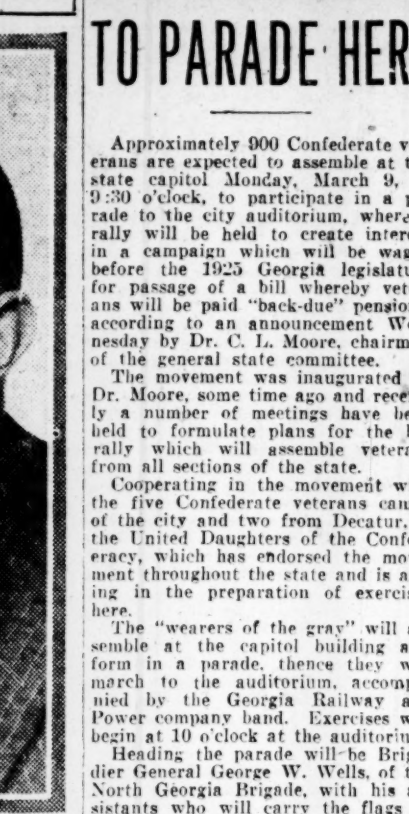 TO PARADE HER
Approximately 900 Confederate v
erans are expected to assemble at t
state capitol Monday, March 9,
9:30 o'clock, to participate in a p
rade to the city auditorium, where
rally will be held to create intere
in a campaign which will be wag
before the 1925 Georgia legislatu
for passage of a bill whereby vet
ans will be paid "back-due" pension
according to an announcement We
nesday by Dr. C. L. Moore, chairm
of the general state committee.
The movement was inaugurated
Dr. Moore, some time ago and rece
ly a number of meetings have be
held to formulate plans for the b
rally which will assemble vetera
from all sections of the state.
Cooperating in the movement w
the five Confederate veterans cam
of the city and two from Decatur.
the United Daughters of the Confe
eracy, which has endorsed the mo
ment throughout the state and is a
ing in the preparation of exercis
here.
The "wearers of the gray" will a
semble at the capitol building a
form in a parade, thence they w
march to the auditorium, accomp
nied by the Georgia Railway a
Power company band. Exercises w
begin at 10 o'clock at the auditoriu
Heading the parade will be Brig
dier General George W. Wells, of t
North Georgia Brigade, with his a
sistants who will carry the flags